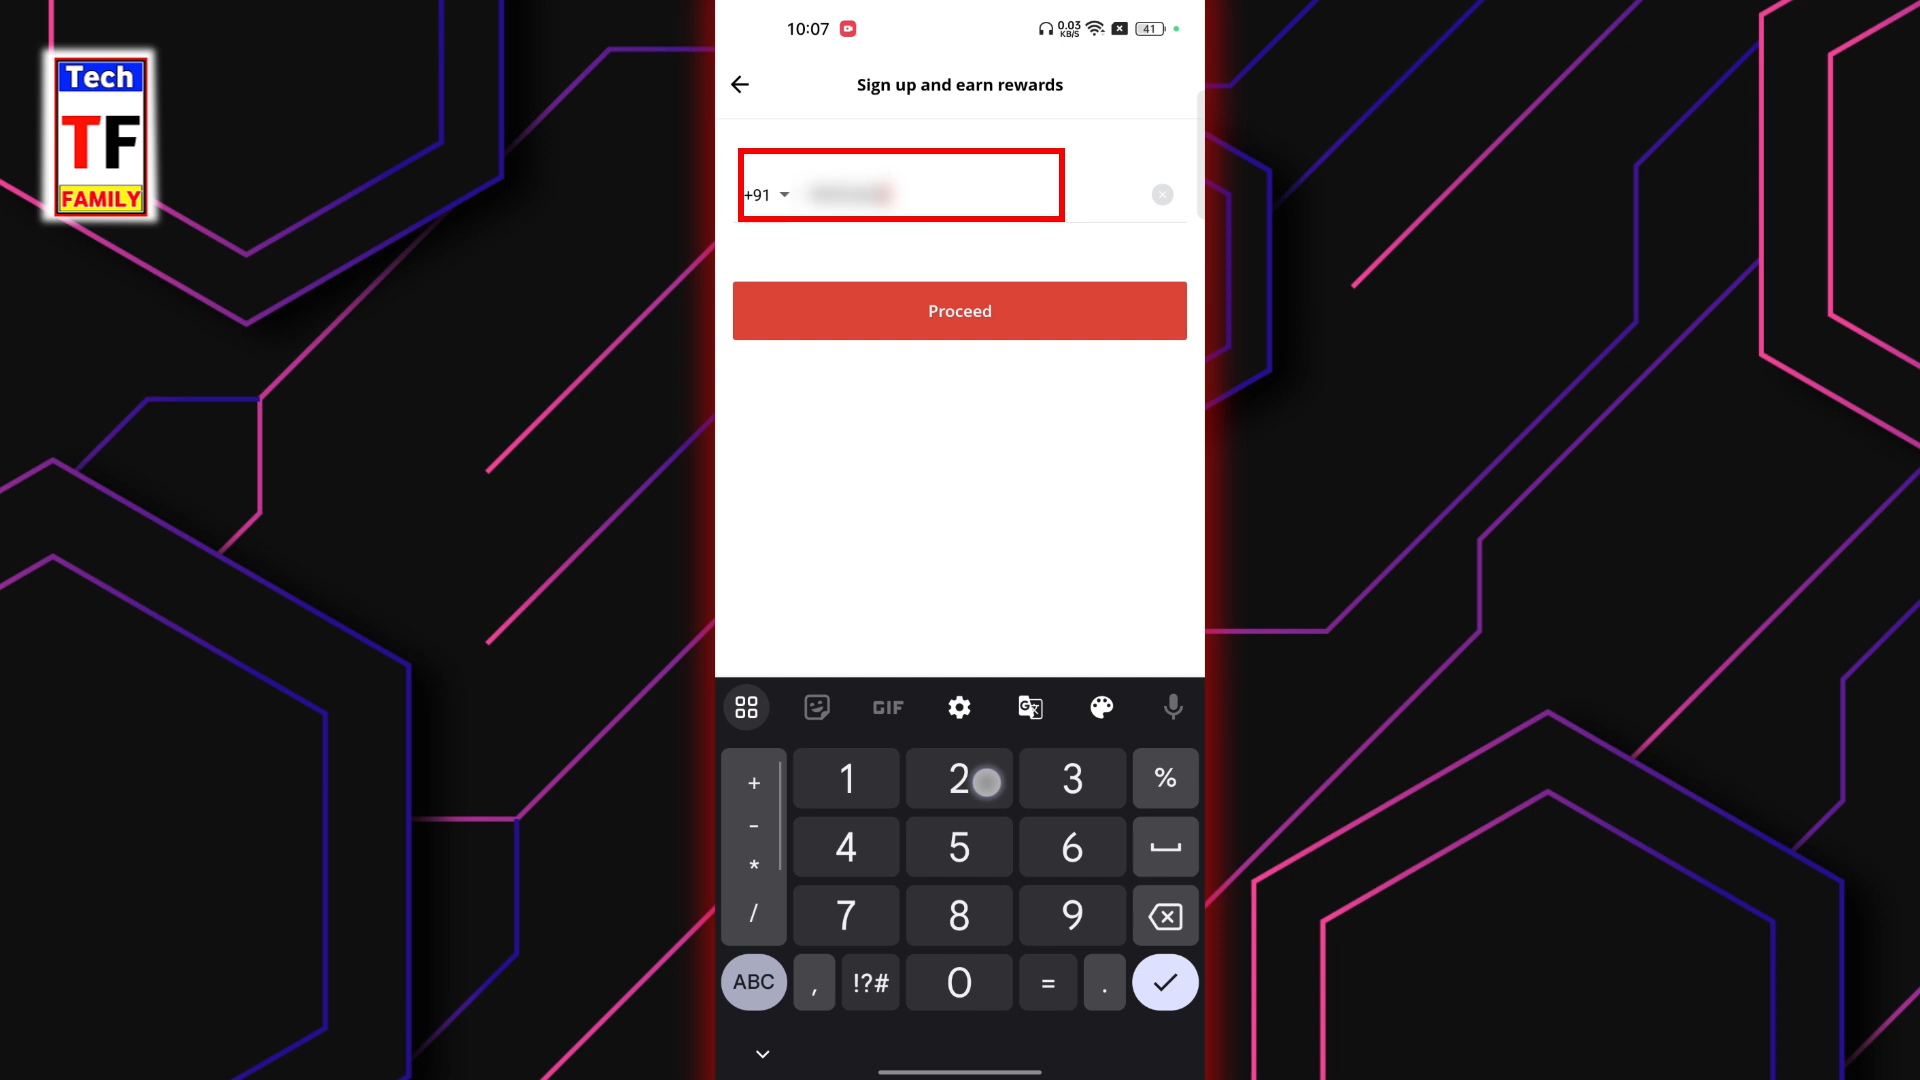 Tech
TF
FAMILY
10:07
0.03
KB/S
41
Sign up and earn rewards
+91
Proceed
GIF
+ 1 2 3 %
-
4 5 6
*
/ 7 8 9
ABC , !?# 0 = .